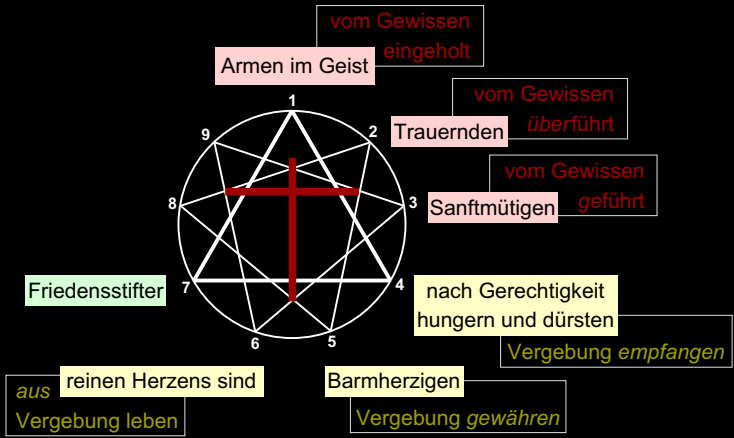 vom Gewissen
eingeholt
Armen im Geist
1
vom Gewissen
überführt
Trauernden
9
2
vom Gewissen
geführt
Sanftmütigen
8
3
Friedensstifter
7
4
nach Gerechtigkeit
hungern und dürsten
Vergebung empfangen
6
5
reinen Herzens sind
aus
Vergebung leben
Barmherzigen
Vergebung gewähren